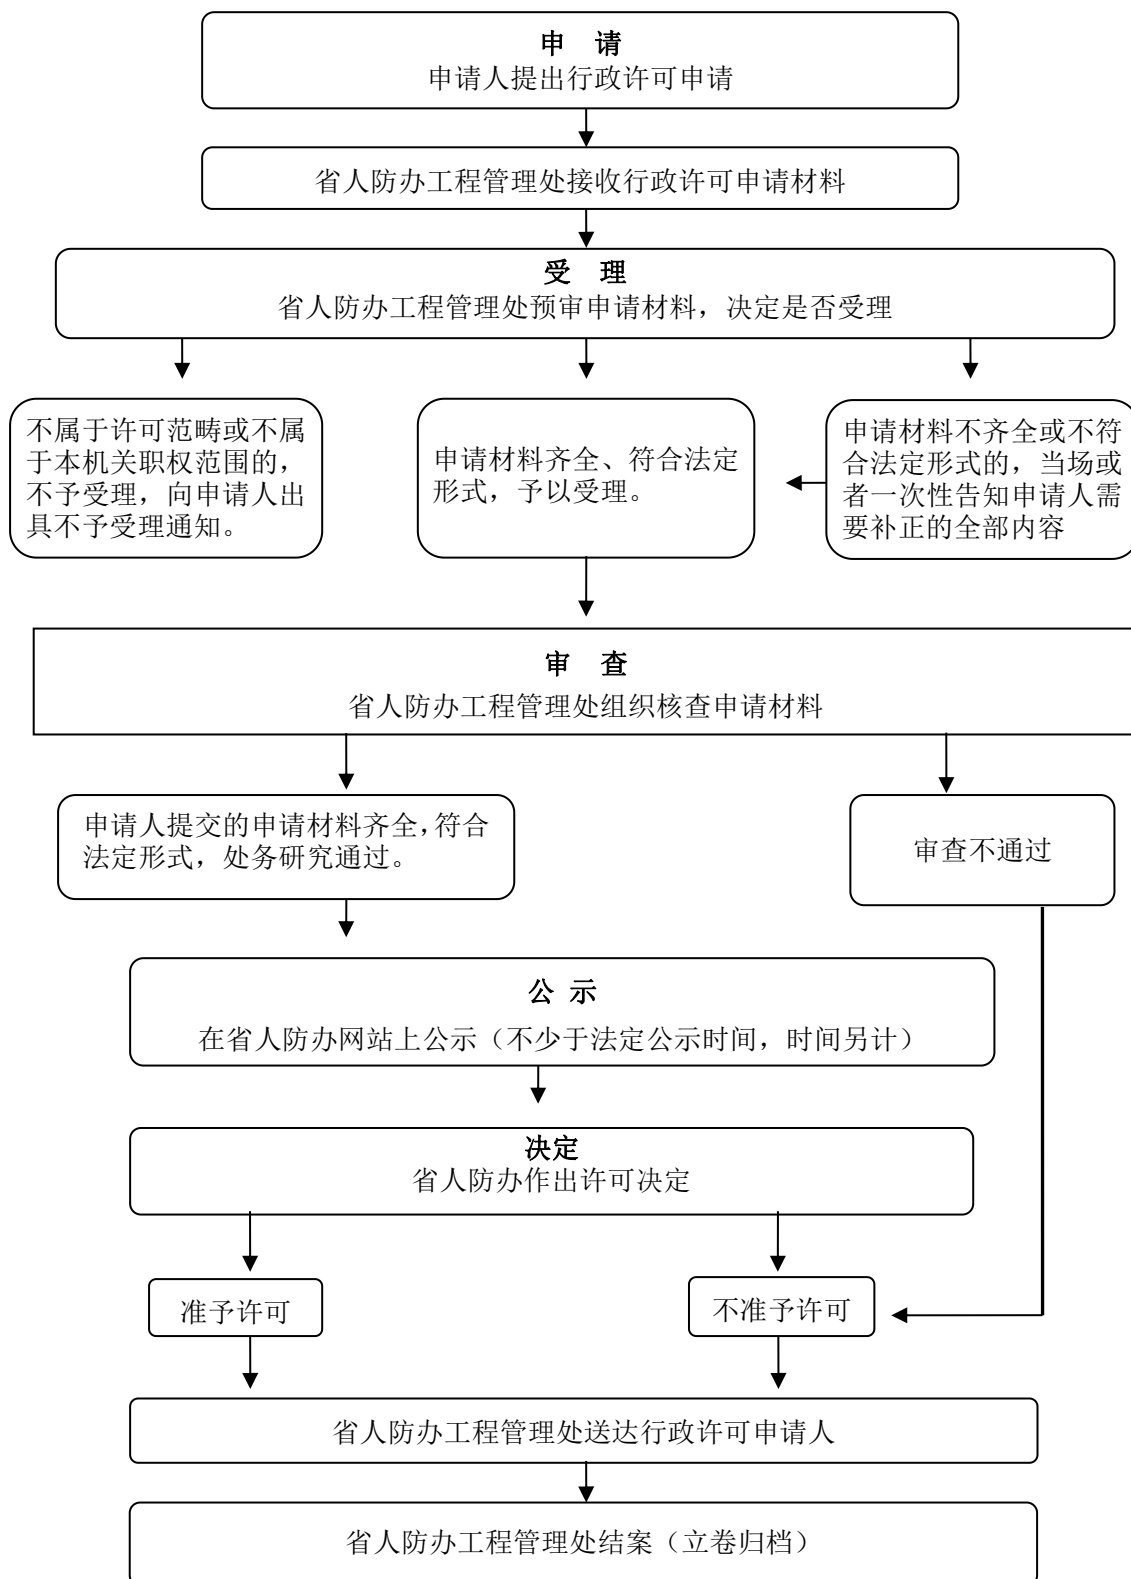 申 请
申请人提出行政许可申请
省人防办工程管理处接收行政许可申请材料
受 理
省人防办工程管理处预审申请材料，决定是否受理
不属于许可范畴或不属
于本机关职权范围的，
不予受理，向申请人出
具不予受理通知。
申请材料齐全、符合法定
形式，予以受理。
申请材料不齐全或不符
合法定形式的，当场或
者一次性告知申请人需
要补正的全部内容
审 查
省人防办工程管理处组织核查申请材料
申请人提交的申请材料齐全，符合
法定形式，处务研究通过。
审查不通过
公 示
在省人防办网站上公示（不少于法定公示时间，时间另计）
决定
省人防办作出许可决定
准予许可
不准予许可
省人防办工程管理处送达行政许可申请人
省人防办工程管理处结案（立卷归档）